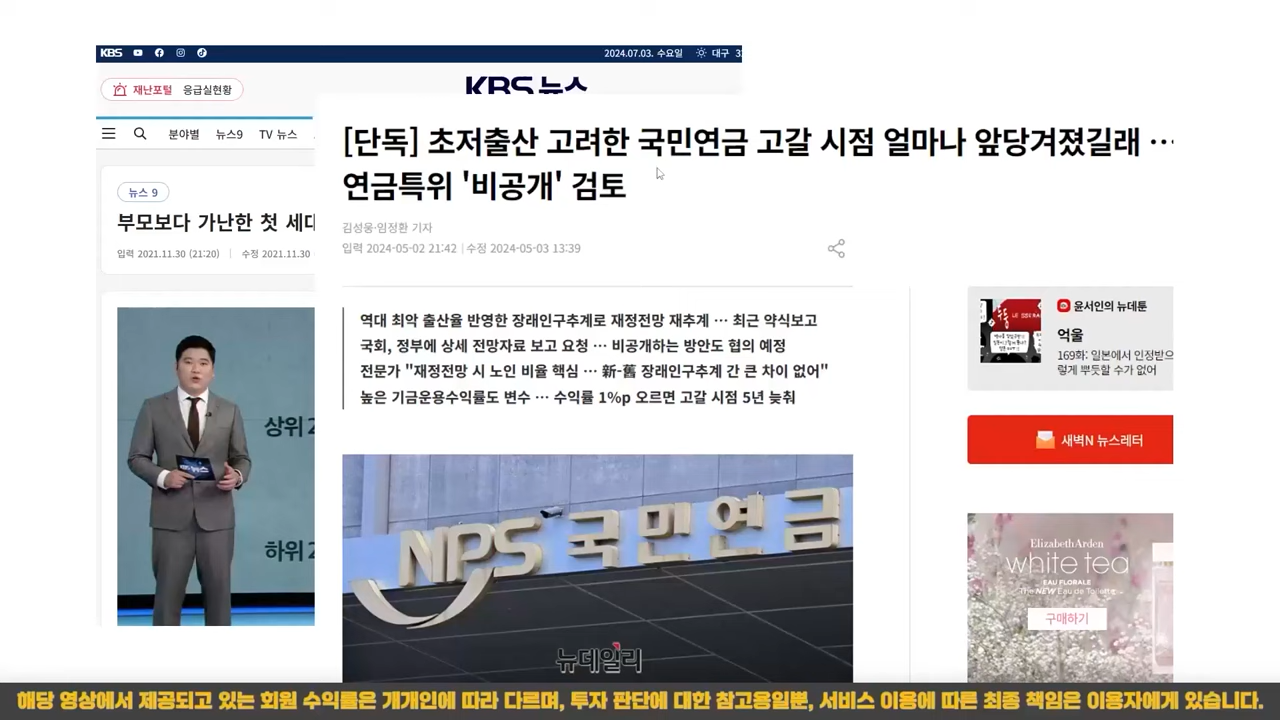 KBS
2024.07.03. 수요일
대구
재난포털 응급실현황
KBS 뉴스
분야별 뉴스9 TV 뉴스
뉴스 9
부모보다 가난한 첫 세대
입력 2021.11.30 (21:20) 수정 2021.11.30
상위 2
하위 2
[단독] 초저출산 고려한 국민연금 고갈 시점 얼마나 앞당겨졌길래 …
연금특위 '비공개' 검토
김성웅·임정환 기자
입력 2024-05-02 21:42 | 수정 2024-05-03 13:39
역대 최악 출산율 반영한 장래인구추계로 재정전망 재추계 … 최근 약식보고
국회, 정부에 상세 전망자료 보고 요청 … 비공개하는 방안도 협의 예정
전문가 "재정전망 시 노인 비율 핵심 … 新-舊 장래인구추계 간 큰 차이 없어"
높은 기금운용수익률도 변수 … 수익률 1%p 오르면 고갈 시점 5년 늦춰
NPS 국민연금
뉴데일리
윤서인의 뉴데툰
억울
169화: 일본에서 인정받으
렇게 뿌듯할 수가 없어
새벽N 뉴스레터
Elizabeth Arden
white tea
EAU FLORALE
The NEW Eau de Toilette
구매하기
해당 영상에서 제공되고 있는 회원 수익률은 개개인에 따라 다르며, 투자 판단에 대한 참고용일뿐, 서비스 이용에 따른 최종 책임은 이용자에게 있습니다.